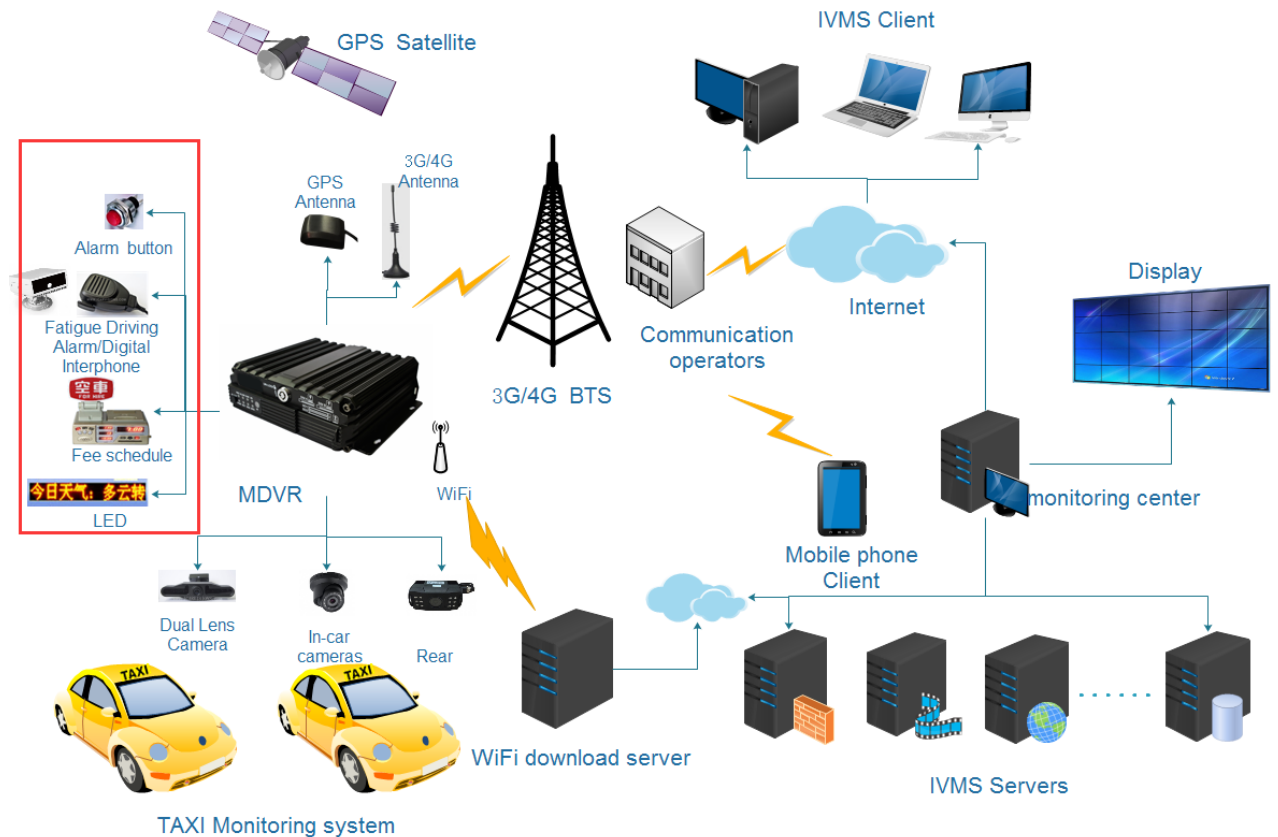 GPS Satellite
IVMS Client
3G/4G
Antenna
GPS
Antenna
Alarm button
Fatigue Driving
Alarm/Digital
Interphone
空車
FOR HIRE
Fee schedule
今日天气：多云转
LED
MDVR
WiFi
3G/4G BTS
Communication
operators
Internet
Display
monitoring center
Mobile phone
Client
Dual Lens
Camera
In-car
cameras
Rear
TAXI
TAXI
WiFi download server
IVMS Servers
TAXI Monitoring system